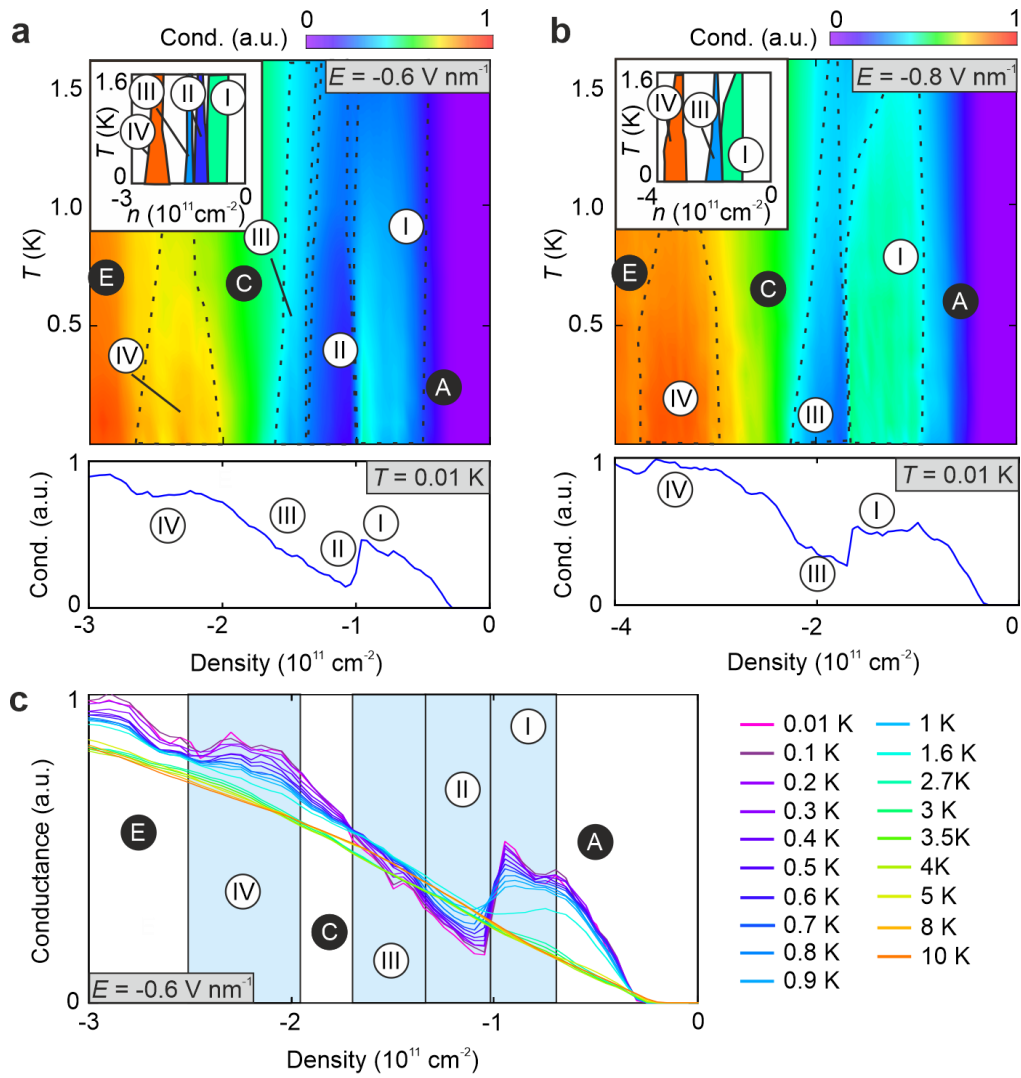 a
Cond. (a.u.)
0
1
E = -0.6 V nm⁻¹
1.5
1.0
0.5
T (K)
1.6
T (K)
0
-3
0
n (10¹¹cm⁻²)
III
II
I
IV
I
III
E
C
II
IV
A
1
Cond. (a.u.)
0
T = 0.01 K
IV
III
II
I
-3
-2
-1
0
Density (10¹¹ cm⁻²)
b
Cond. (a.u.)
0
1
E = -0.8 V nm⁻¹
1.5
1.0
0.5
T (K)
1.6
T (K)
0
-4
0
n (10¹¹cm⁻²)
IV
III
I
I
E
C
A
IV
III
1
Cond. (a.u.)
0
T = 0.01 K
IV
III
I
-4
-2
-1
0
Density (10¹¹ cm⁻²)
c
1
Conductance (a.u.)
0
I
II
A
E
IV
C
III
E = -0.6 V nm⁻¹
-3
-2
-1
0
Density (10¹¹ cm⁻²)
0.01 K
0.1 K
0.2 K
0.3 K
0.4 K
0.5 K
0.6 K
0.7 K
0.8 K
0.9 K
1 K
1.6 K
2.7K
3 K
3.5K
4K
5 K
8 K
10 K